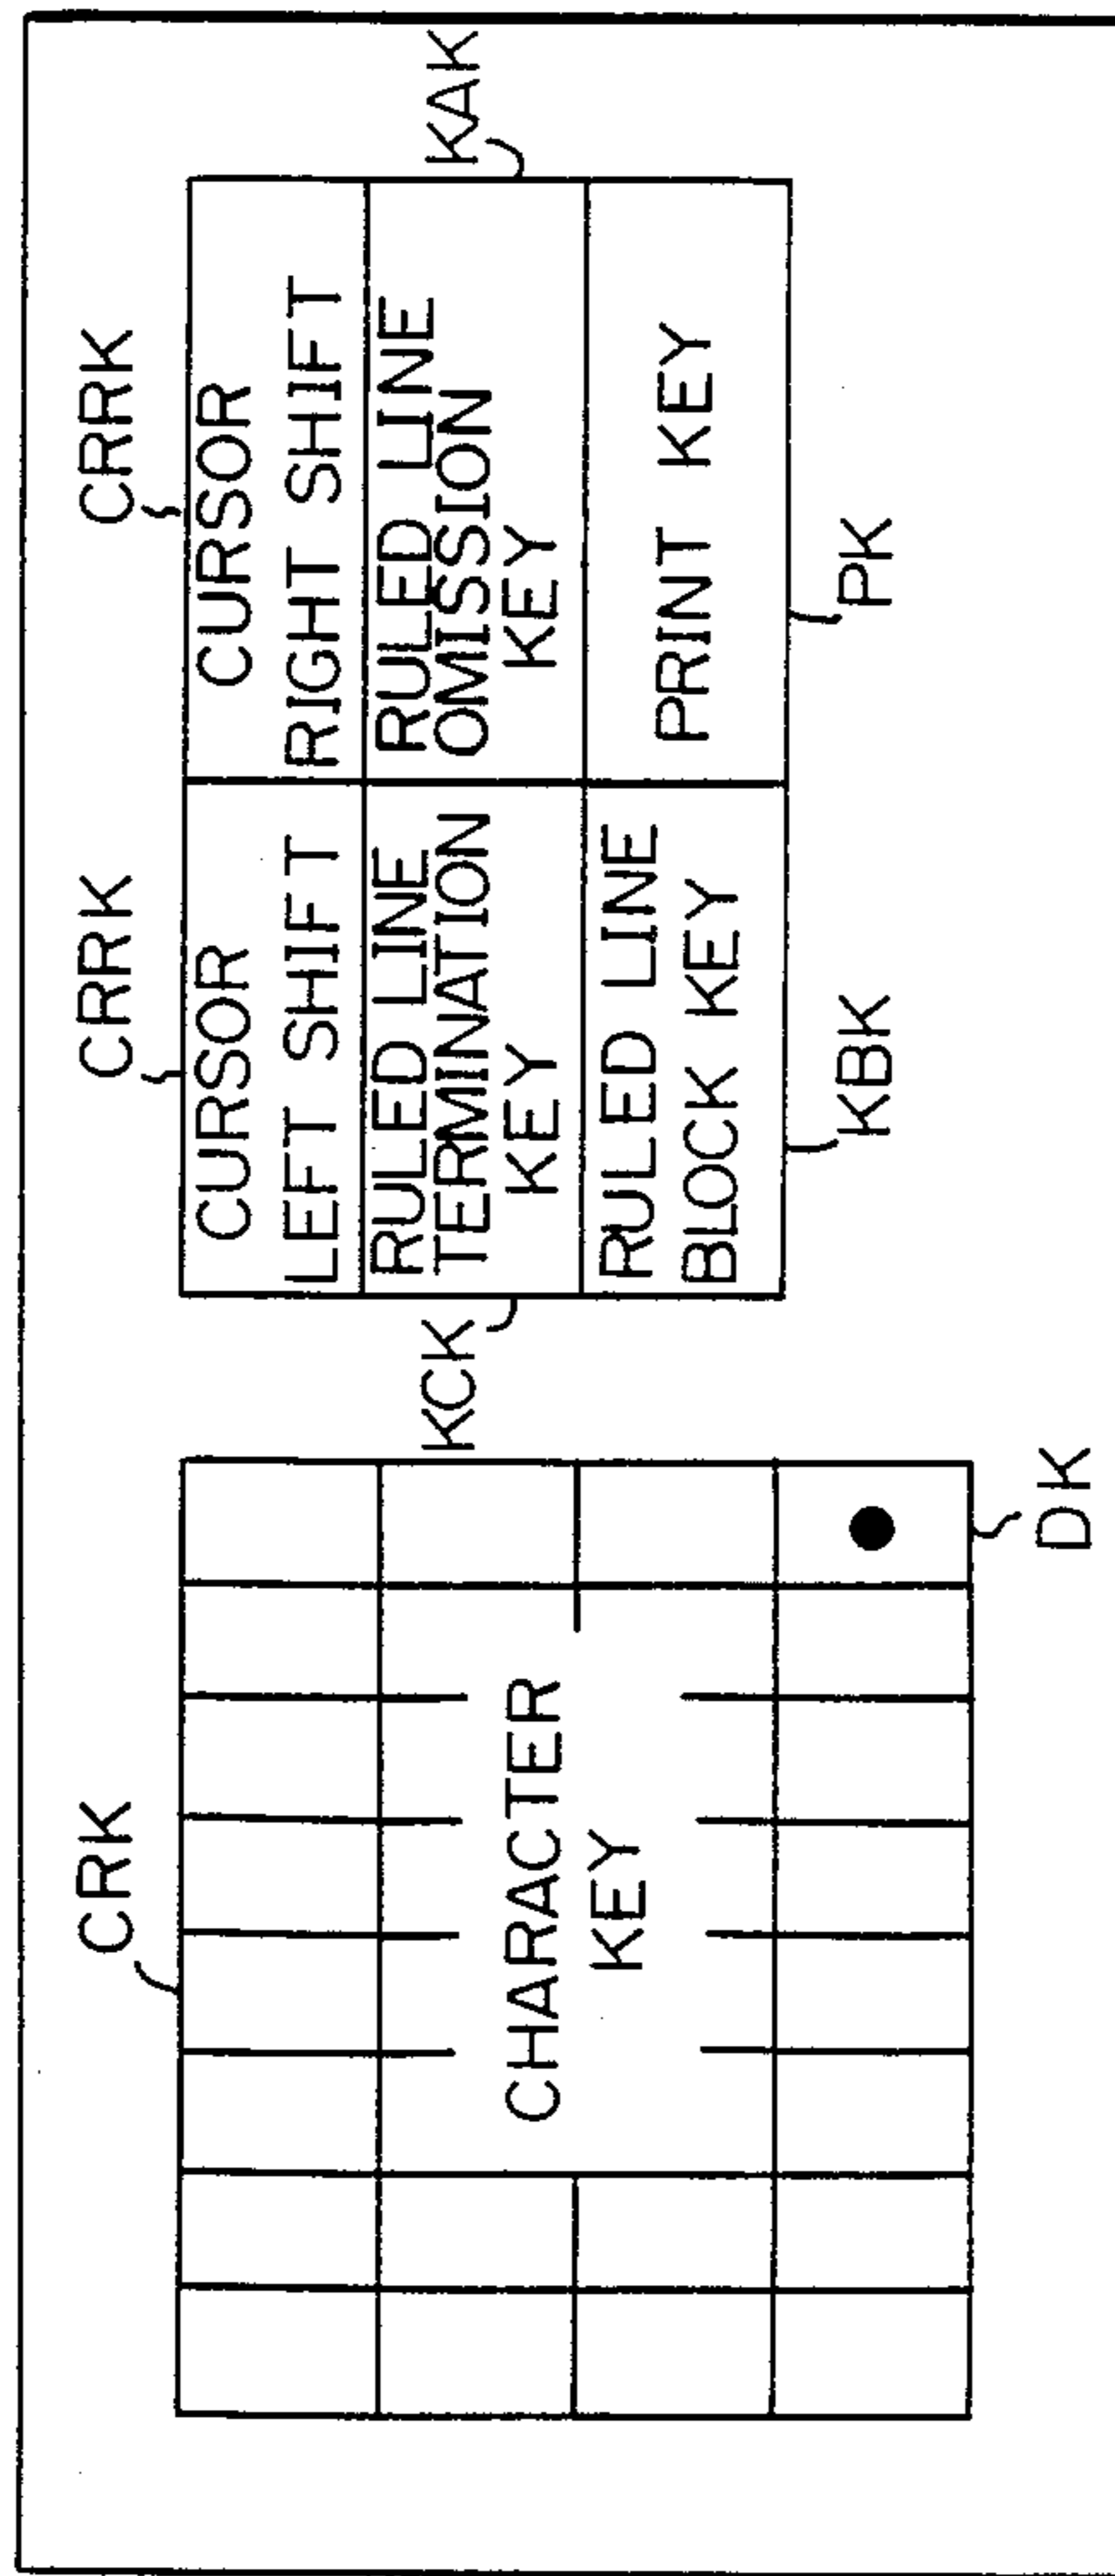 CRK
CHARACTER
KEY
DK
CRRK
CRRK
CURSOR
LEFT SHIFT
CURSOR
RIGHT SHIFT
KCK
RULED LINE
TERMINATION
KEY
RULED LINE
OMISSION
KEY
KAK
RULED LINE
BLOCK KEY
PRINT KEY
KBK
PK